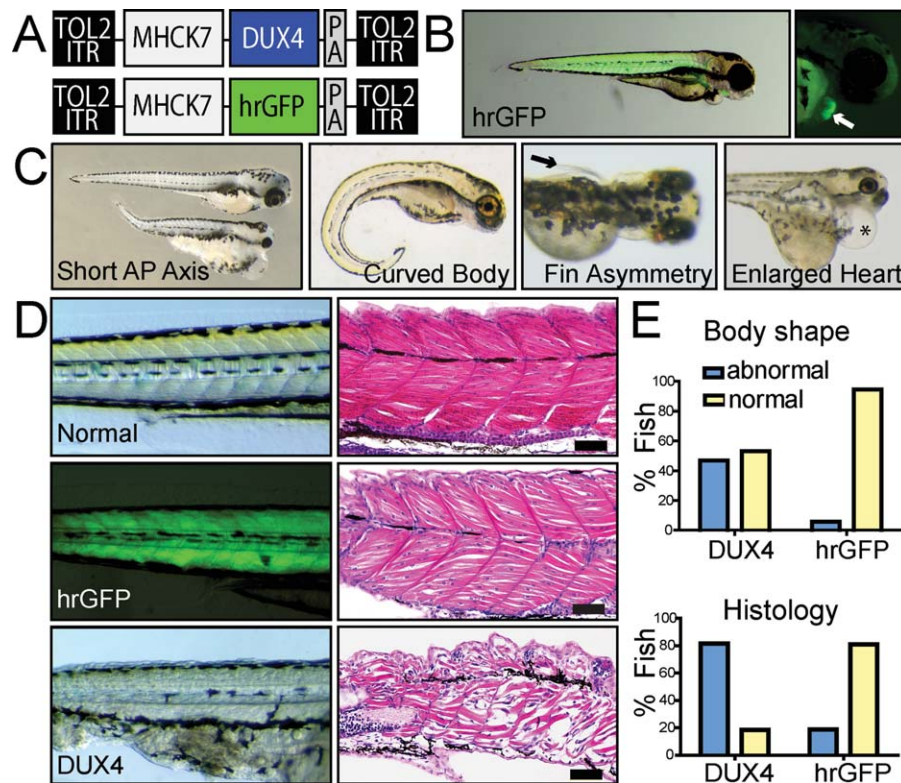 A
TOL2 ITR MHCK7 DUX4 PA TOL2 ITR
TOL2 ITR MHCK7 hrGFP PA TOL2 ITR
B
hrGFP
C
Short AP Axis
Curved Body
Fin Asymmetry
Enlarged Heart
*
D
Normal
hrGFP
DUX4
E
Body shape
abnormal
normal
% Fish
100
80
60
40
20
0
DUX4 hrGFP
Histology
% Fish
100
80
60
40
20
0
DUX4 hrGFP